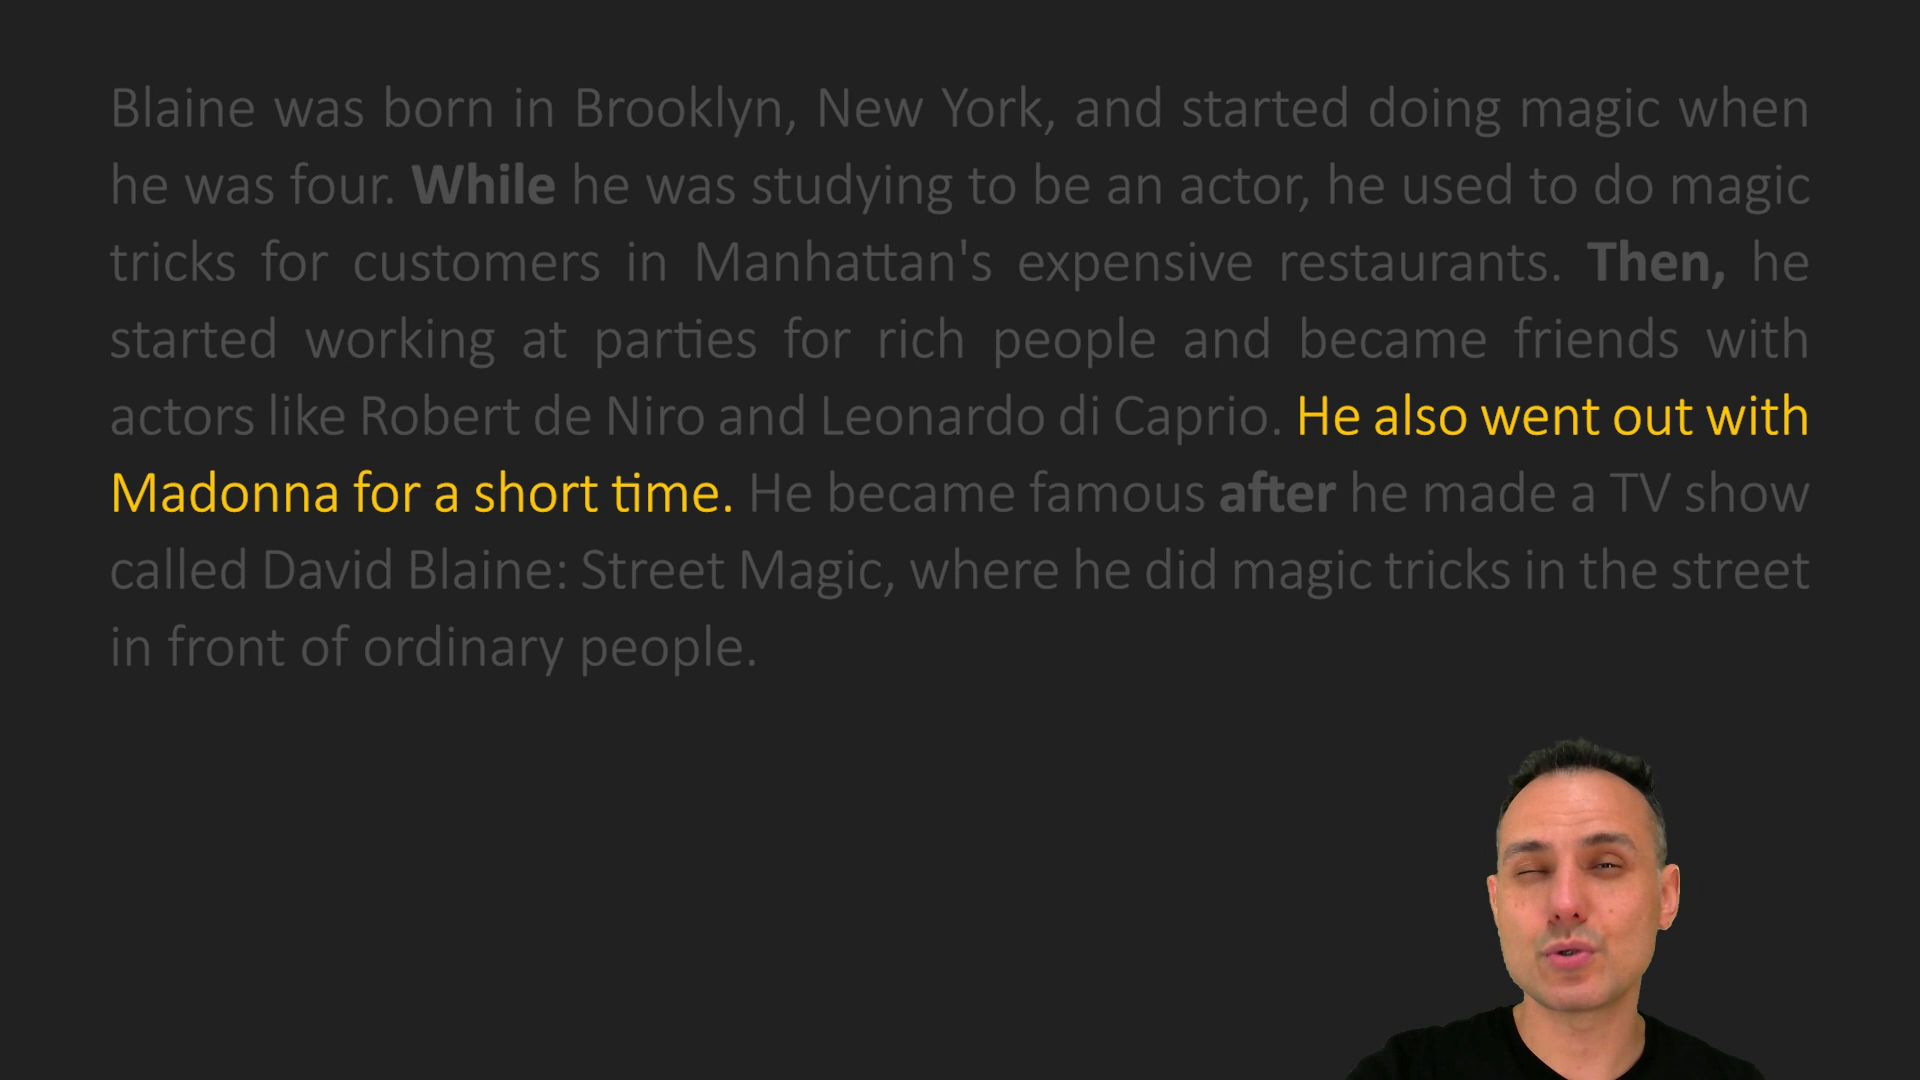 Blaine was born in Brooklyn, New York, and started doing magic when
he was four. While he was studying to be an actor, he used to do magic
tricks for customers in Manhattan's expensive restaurants. Then, he
started working at parties for rich people and became friends with
actors like Robert de Niro and Leonardo di Caprio. He also went out with
Madonna for a short time. He became famous after he made a TV show
called David Blaine: Street Magic, where he did magic tricks in the street
in front of ordinary people.